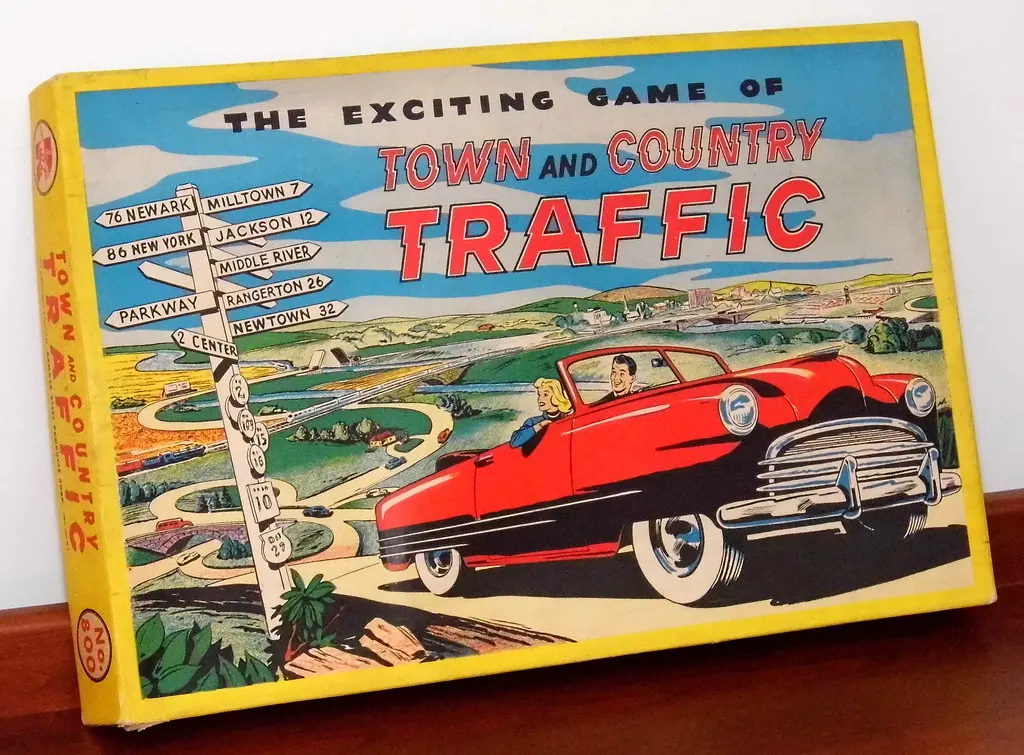 THE EXCITING GAME OF
TOWN AND COUNTRY
TRAFFIC
76 NEWARK
MILLTOWN 7
86 NEW YORK
JACKSON 12
MIDDLE RIVER
PARKWAY
RANGERTON 26
NEWTOWN 32
2 CENTER
15
16
10
29
TOWN AND COUNTRY
TRAFFIC
No.
800